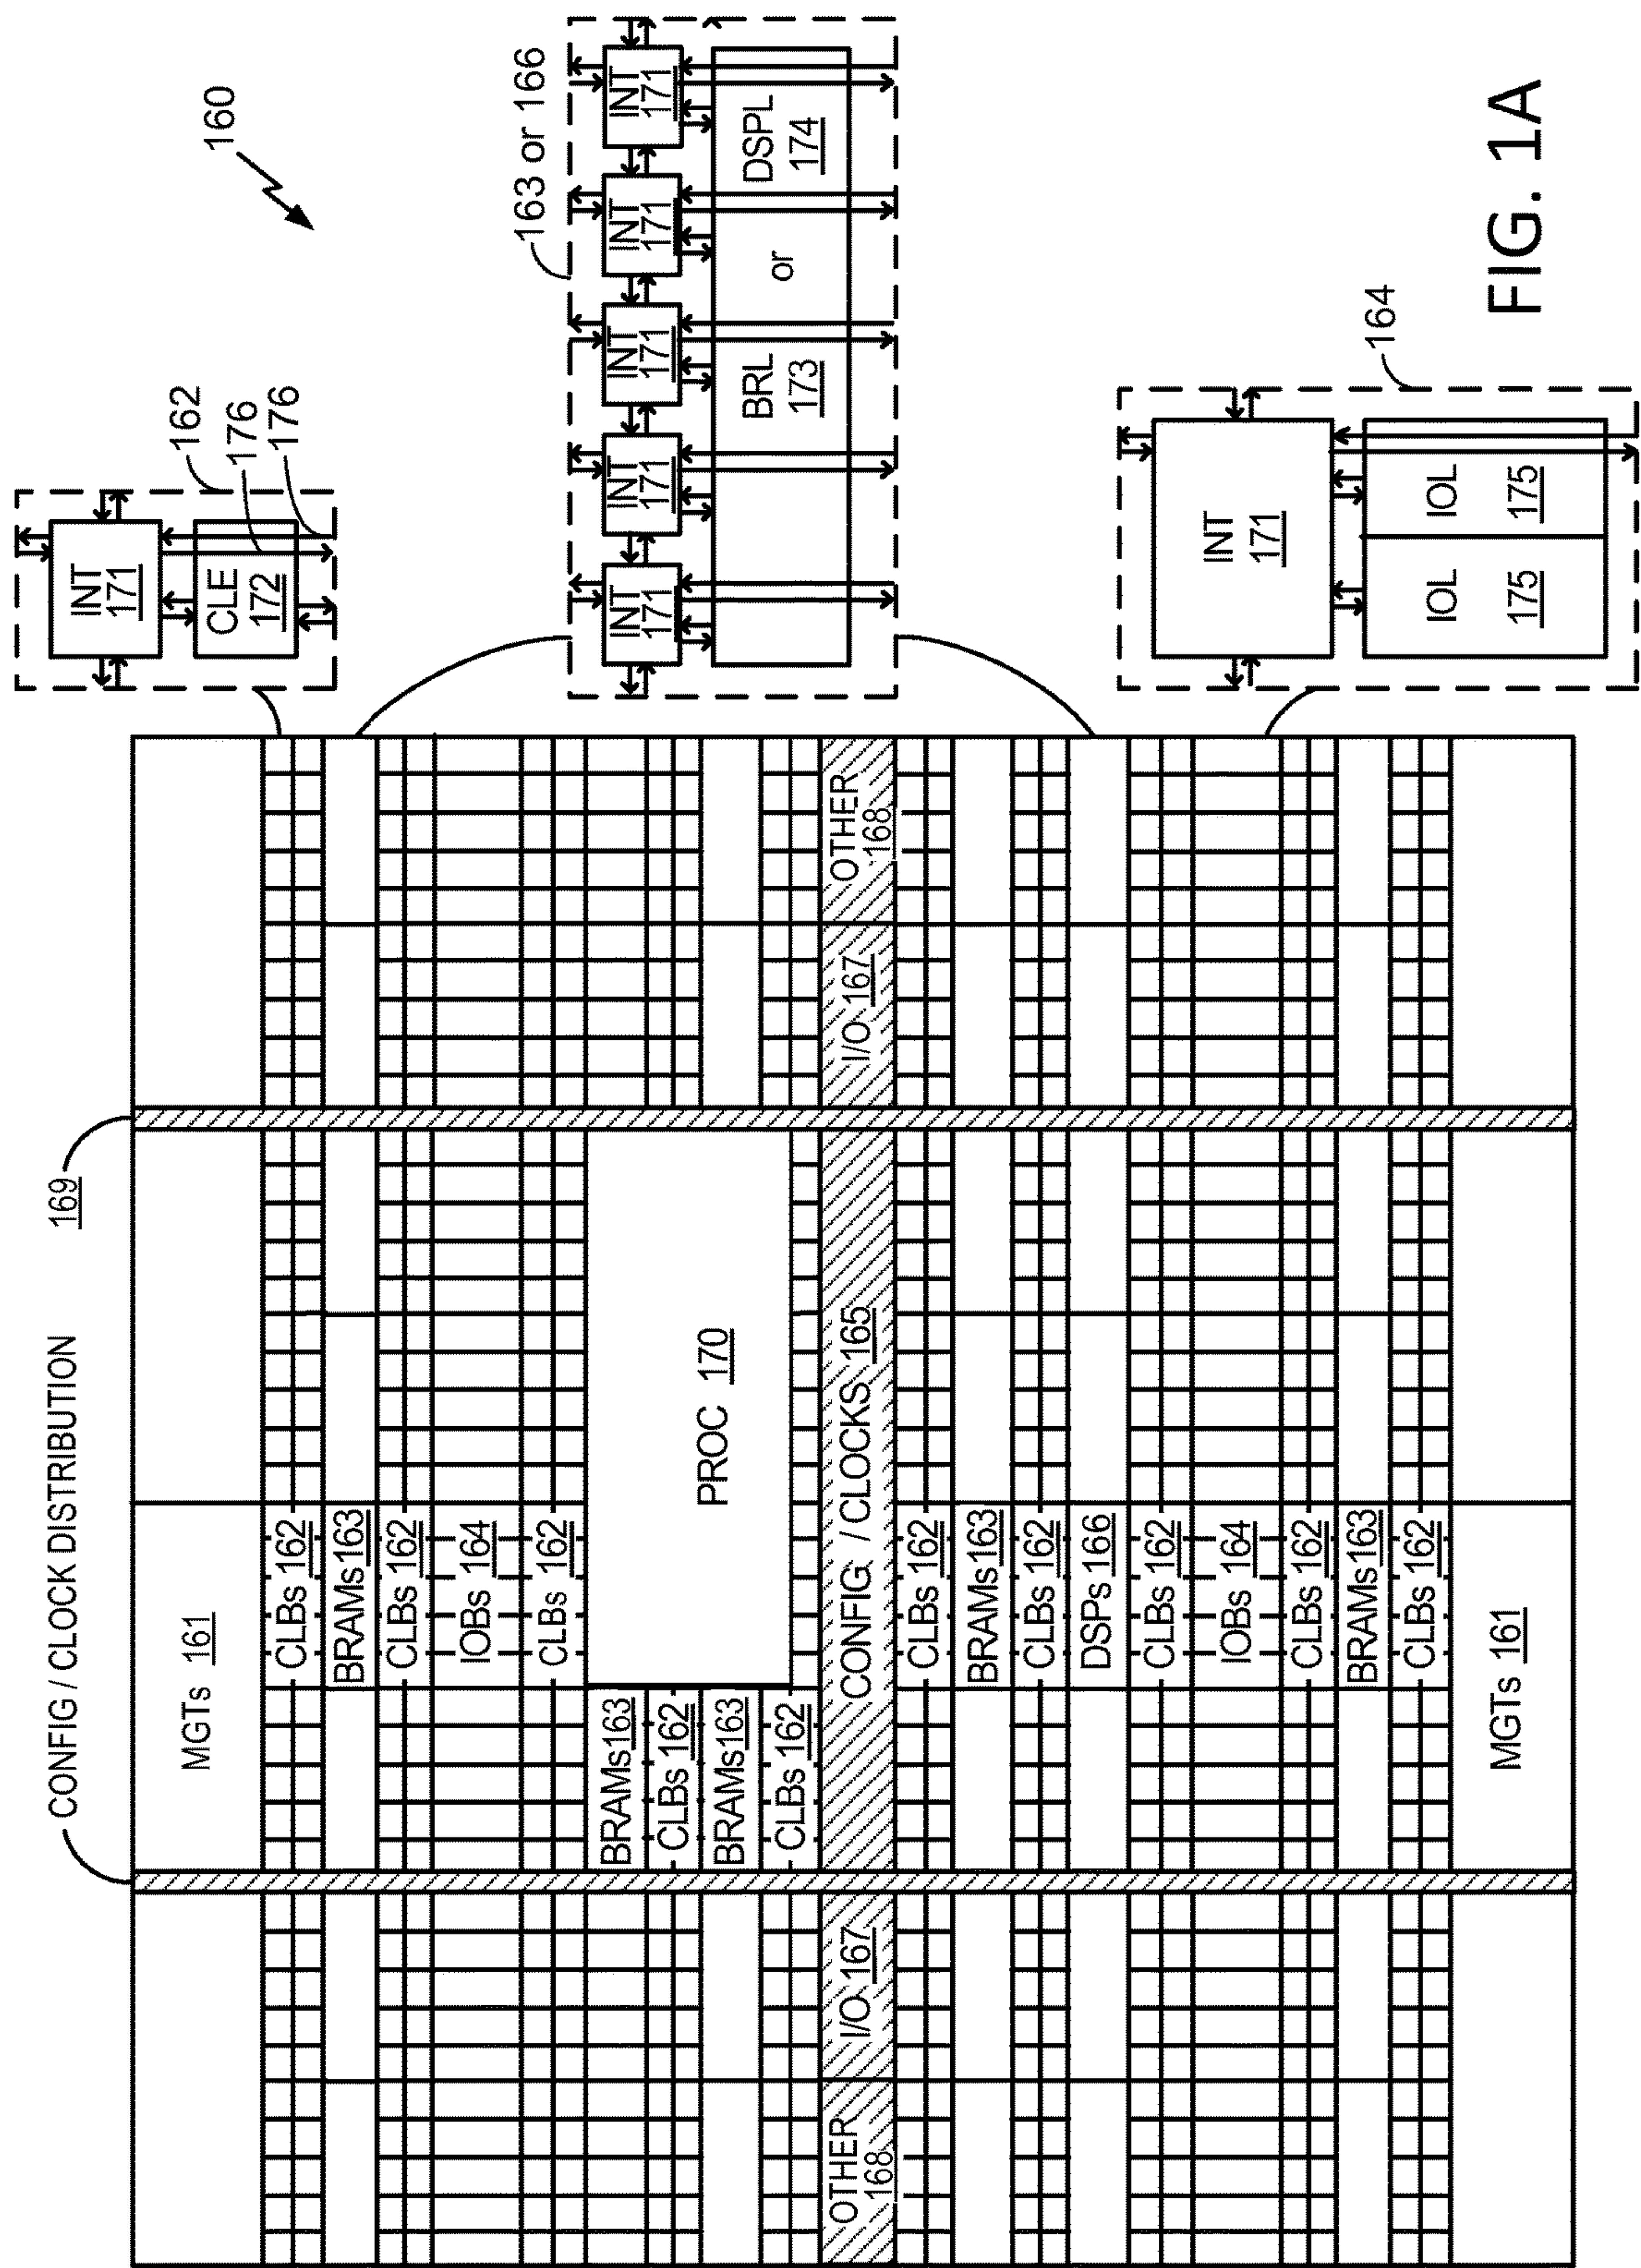 160
CONFIG / CLOCK DISTRIBUTION
169
MGTs 161
CLBs 162
BRAMs 163
CLBs 162
IOBs 164
CLBs 162
BRAMs 163
CLBs 162
BRAMs 163
CLBs 162
PROC 170
OTHER
168
I/O 167
CONFIG / CLOCKS 165
I/O 167
OTHER
168
CLBs 162
BRAMs 163
CLBs 162
DSPs 166
CLBs 162
IOBs 164
CLBs 162
BRAMs 163
CLBs 162
MGTs 161
INT
171
CLE
172
162
176
176
163 or 166
INT
171
INT
171
INT
171
INT
171
INT
171
BRL
173
or
DSPL
174
164
INT
171
IOL
175
IOL
175
FIG. 1A